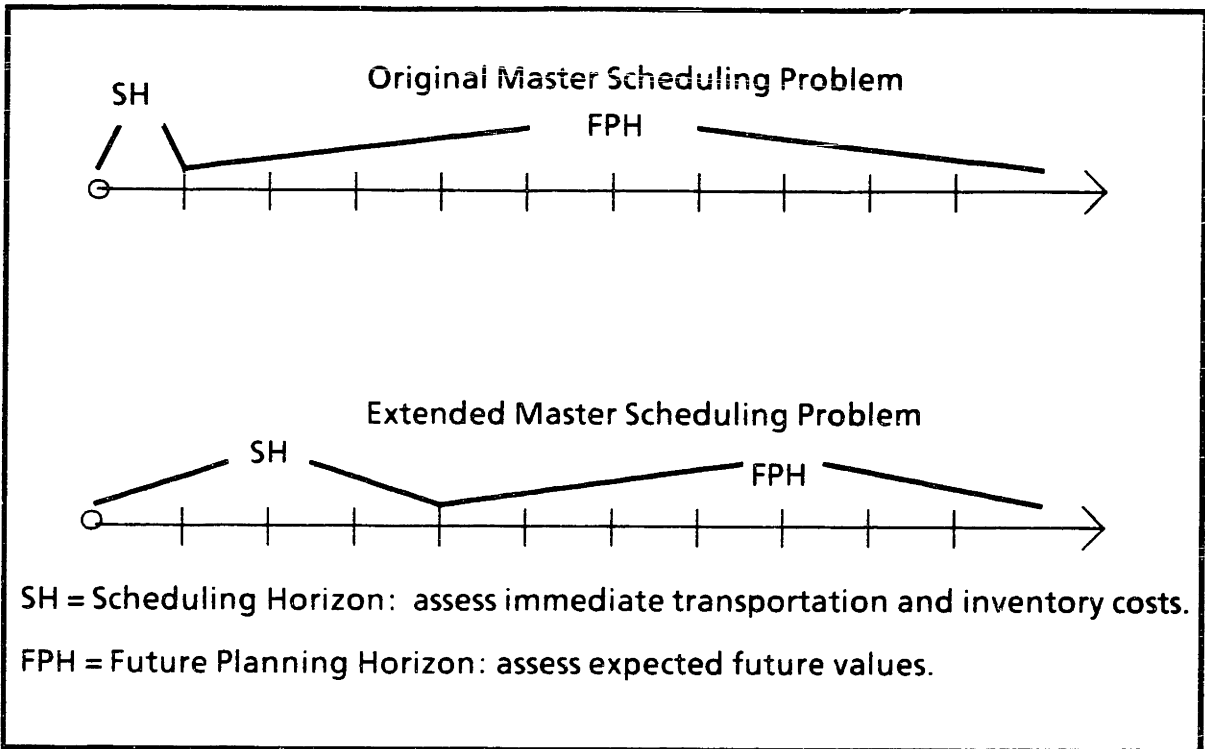 Original Master Scheduling Problem
SH
FPH
Extended Master Scheduling Problem
SH
FPH
SH = Scheduling Horizon: assess immediate transportation and inventory costs.
FPH = Future Planning Horizon: assess expected future values.